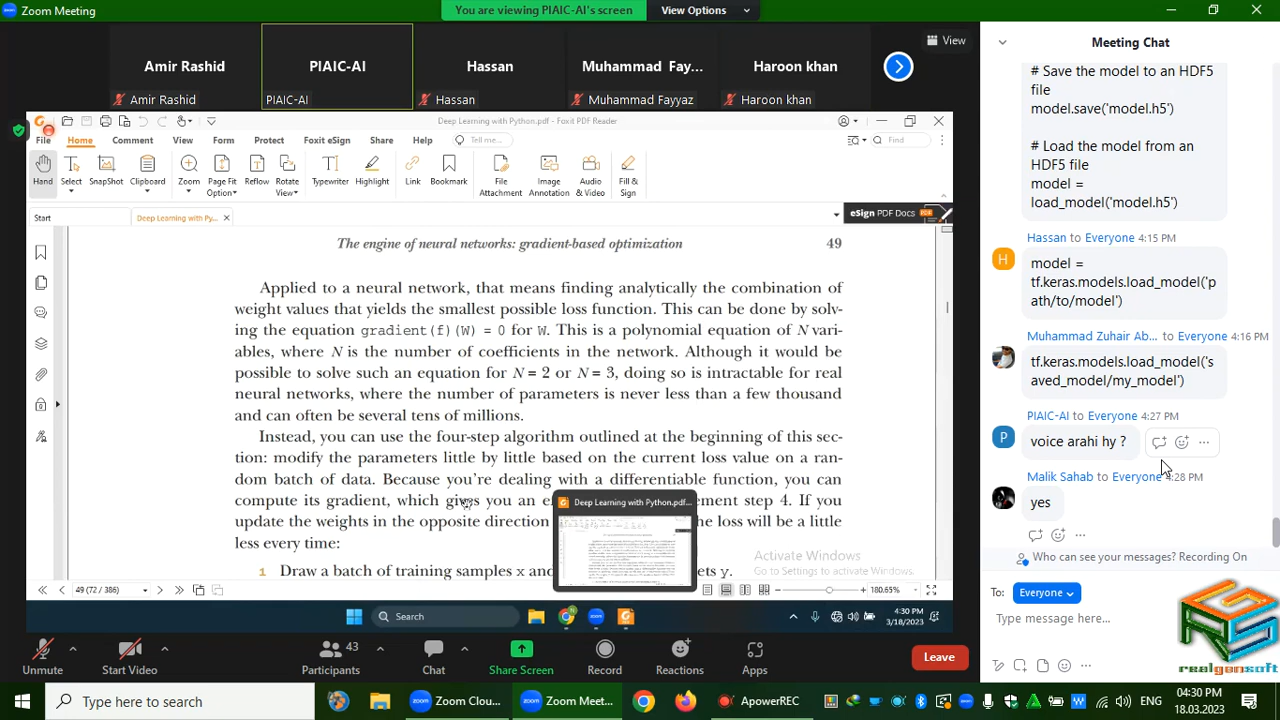 Zoom Meeting
You are viewing PIAIC-AI's screen
View Options
View
Amir Rashid
PIAIC-AI
Hassan
Muhammad Fay...
Haroon khan
Amir Rashid
PIAIC-AI
Hassan
Muhammad Fayyaz
Haroon khan
Deep Learning with Python.pdf - Foxit PDF Reader
File Home Comment View Form Protect Foxit eSign Share Help Tell me... Find
Hand Select SnapShot Clipboard Zoom Page Fit Option Reflow Rotate View Typewriter Highlight Link Bookmark File Attachment Image Annotation Audio & Video Fill & Sign
Start Deep Learning with Py... eSign PDF Docs
The engine of neural networks: gradient-based optimization 49
Applied to a neural network, that means finding analytically the combination of
weight values that yields the smallest possible loss function. This can be done by solv-
ing the equation gradient(f)(W) = 0 for W. This is a polynomial equation of N vari-
ables, where N is the number of coefficients in the network. Although it would be
possible to solve such an equation for N = 2 or N = 3, doing so is intractable for real
neural networks, where the number of parameters is never less than a few thousand
and can often be several tens of millions.
Instead, you can use the four-step algorithm outlined at the beginning of this sec-
tion: modify the parameters little by little based on the current loss value on a ran-
dom batch of data. Because you're dealing with a differentiable function, you can
compute its gradient, which gives you an ement step 4. If you
update the weights in the opposite direction he loss will be a little
less every time:
1 Draw a batch of training samples x and ets y.
Deep Learning with Python.pdf...
Activate Windows
Go to Settings to activate Windows.
49 (72 / 386)
180.65%
Search
4:30 PM
3/18/2023
Unmute
Start Video
43
Participants
Chat
Share Screen
Record
Reactions
Apps
Leave
Meeting Chat
# Save the model to an HDF5
file
model.save('model.h5')
# Load the model from an
HDF5 file
model =
load_model('model.h5')
Hassan to Everyone 4:15 PM
H
model =
tf.keras.models.load_model('p
ath/to/model')
Muhammad Zuhair Ab... to Everyone 4:16 PM
tf.keras.models.load_model('s
aved_model/my_model')
PIAIC-AI to Everyone 4:27 PM
P
voice arahi hy ?
Malik Sahab to Everyone 4:28 PM
yes
an see your messages? Recording On
To: Everyone
Type message here...
realgensoft
Type here to search
Zoom Clou...
Zoom Meet...
ApowerREC
ENG
04:30 PM
18.03.2023